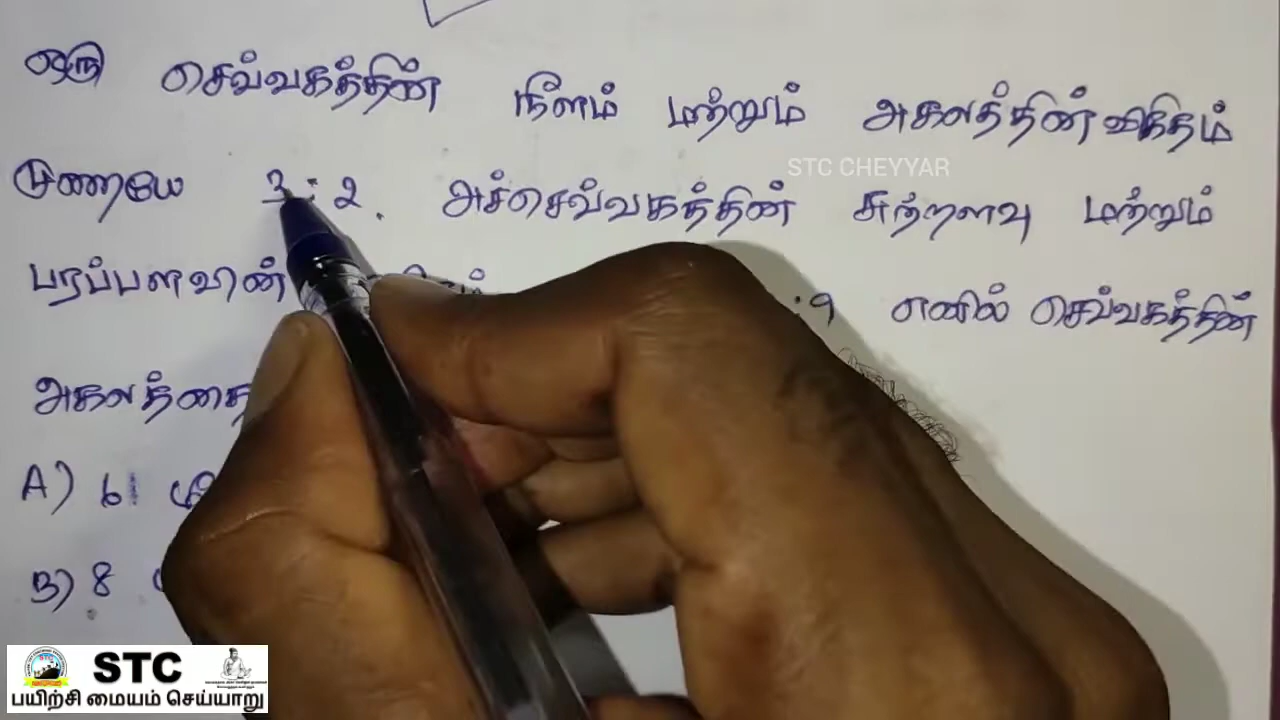 ஒரு செவ்வகத்தின் நீளம் மற்றும் அகலத்தின் விகிதம்
முறையே 3:2. அச்செவ்வகத்தின் சுற்றளவு மற்றும்
STC CHEYYAR
பரப்பளவின் :9 எனில் செவ்வகத்தின்
அகலத்தை
A) 6 மீ
B) 8
STC
பயிற்சி மையம் செய்யாறு